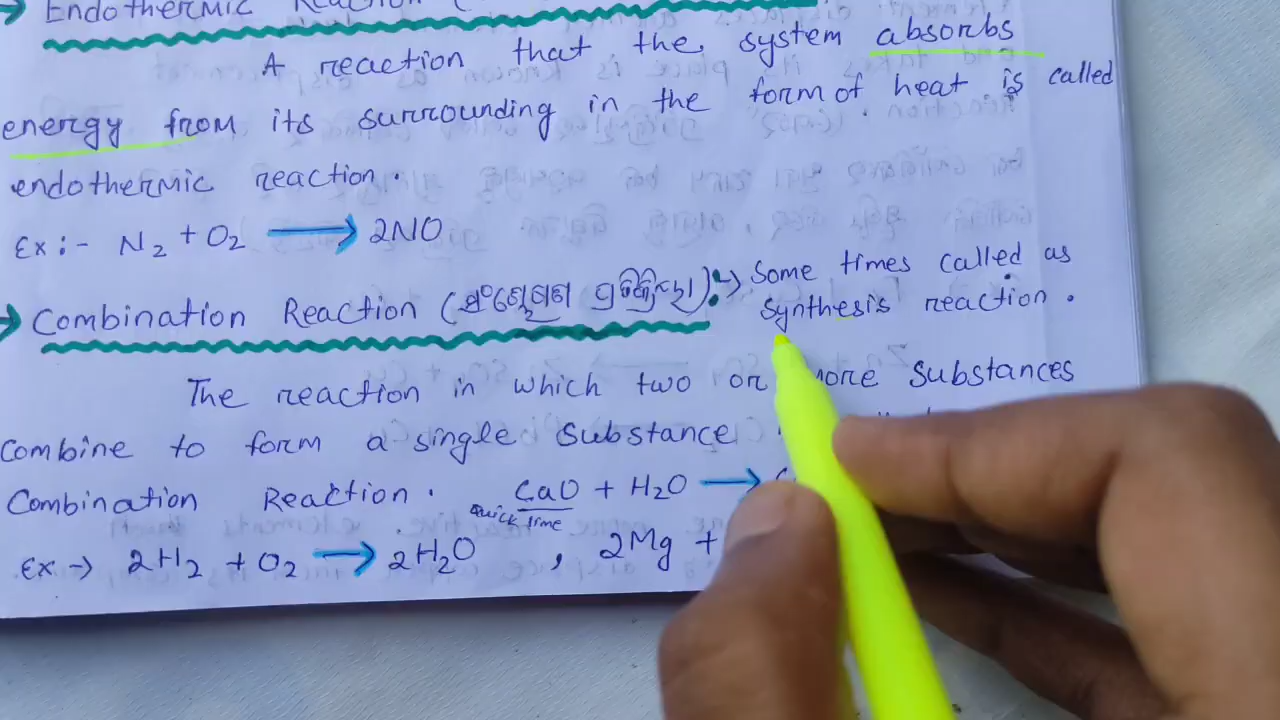 Endothermic Reaction (
A reaction that the system absorbs
energy from its surrounding in the form of heat is called
endothermic reaction.
Ex:- N2 + O2 → 2NO
→ Combination Reaction (ସଂଶ୍ଳେଷଣ ପ୍ରତିକ୍ରିୟା):→ Some times called as
synthesis reaction.
The reaction in which two or more substances
Combine to form a single substance
Combination Reaction. CaO + H2O →
Quick lime
Ex → 2H2 + O2 → 2H2O , 2Mg +